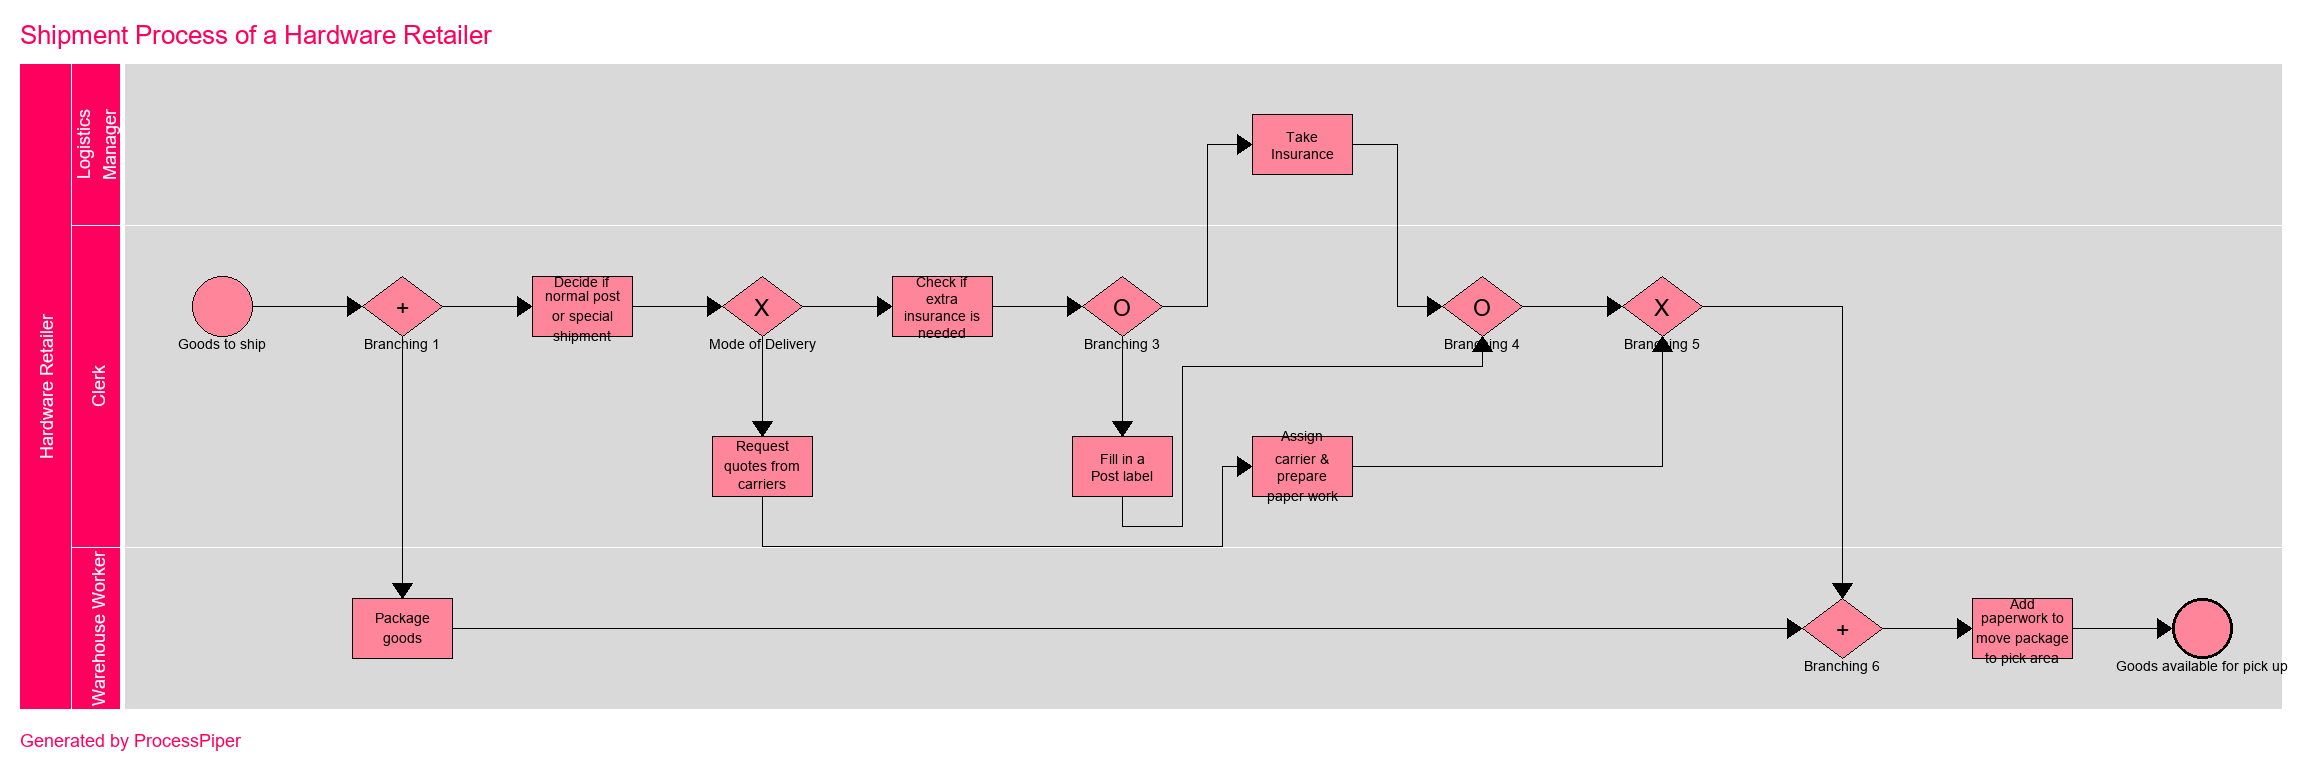 Shipment Process of a Hardware Retailer
Hardware Retailer
Logistics
Manager
Take
Insurance
Clerk
Goods to ship
+
Branching 1
Decide if
normal post
or special
shipment
X
Mode of Delivery
Check if
extra
insurance is
needed
O
Branching 3
O
Branching 4
X
Branching 5
Request
quotes from
carriers
Fill in a
Post label
Assign
carrier &
prepare
paper work
Warehouse Worker
Package
goods
+
Branching 6
Add
paperwork to
move package
to pick area
Goods available for pick up
Generated by ProcessPiper